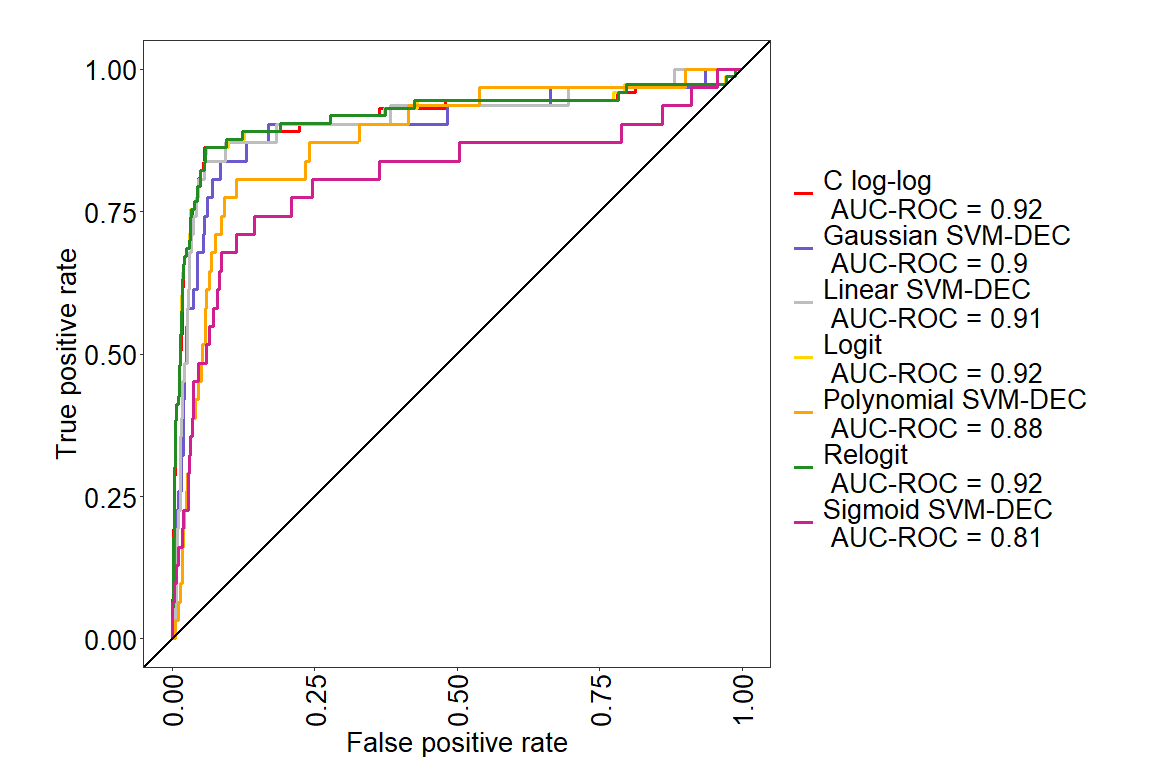 1.00
0.75
0.50
0.25
0.00
True positive rate
0.00
0.25
0.50
0.75
1.00
False positive rate
C log-log
AUC-ROC = 0.92
Gaussian SVM-DEC
AUC-ROC = 0.9
Linear SVM-DEC
AUC-ROC = 0.91
Logit
AUC-ROC = 0.92
Polynomial SVM-DEC
AUC-ROC = 0.88
Relogit
AUC-ROC = 0.92
Sigmoid SVM-DEC
AUC-ROC = 0.81